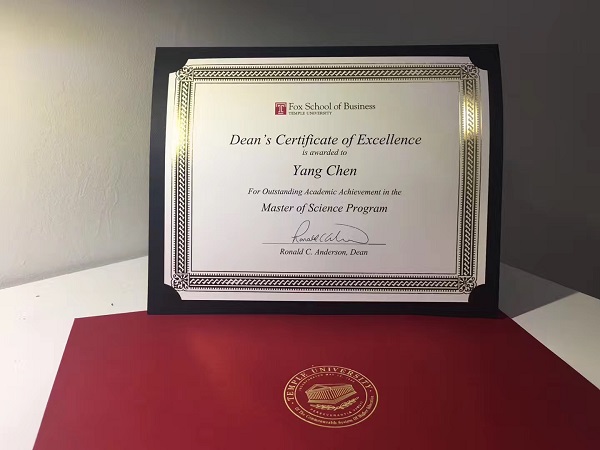 Fox School of Business
TEMPLE UNIVERSITY
Dean's Certificate of Excellence
is awarded to
Yang Chen
For Outstanding Academic Achievement in the
Master of Science Program
Ronald C. Anderson, Dean
TEMPLE UNIVERSITY